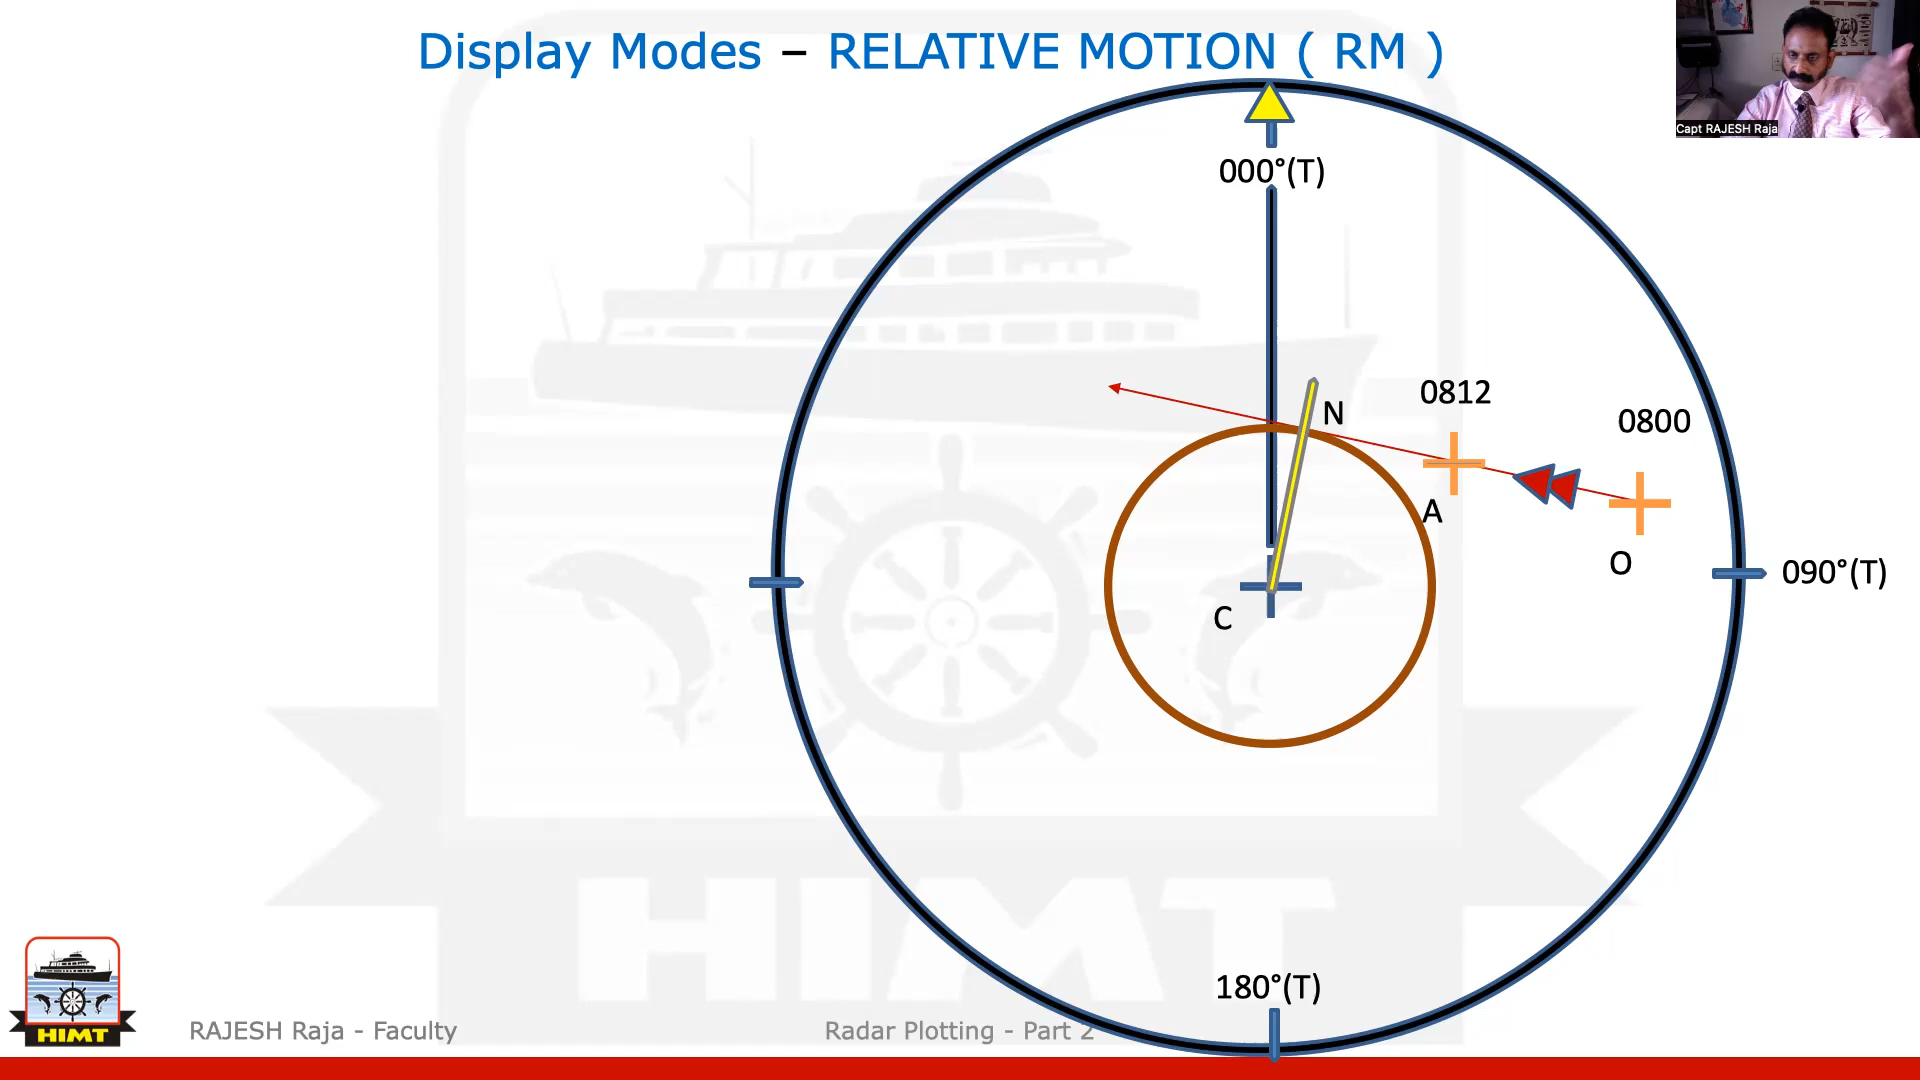 Display Modes – RELATIVE MOTION ( RM )
Capt RAJESH Raja
000°(T)
0812
N
0800
A
O
090°(T)
C
180°(T)
HIMT
HIMT
RAJESH Raja - Faculty
Radar Plotting - Part 2